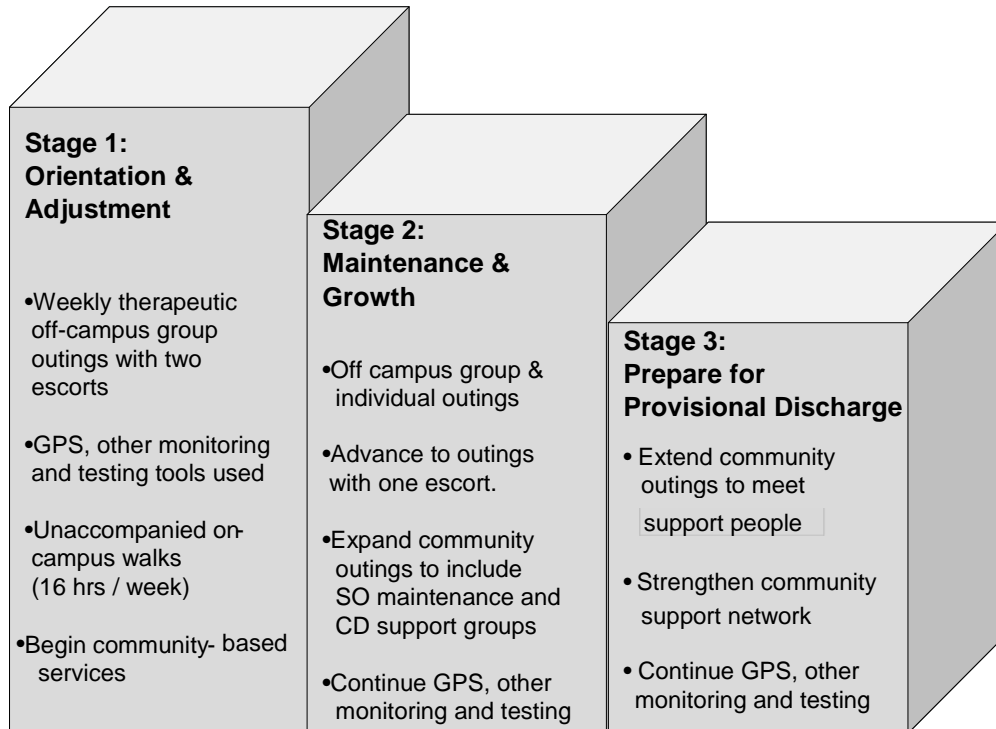 Stage 1:
Orientation &
Adjustment
•Weekly therapeutic
off-campus group
outings with two
escorts
•GPS, other monitoring
and testing tools used
•Unaccompanied on-
campus walks
(16 hrs / week)
•Begin community- based
services
Stage 2:
Maintenance &
Growth
•Off campus group &
individual outings
•Advance to outings
with one escort.
•Expand community
outings to include
SO maintenance and
CD support groups
•Continue GPS, other
monitoring and testing
Stage 3:
Prepare for
Provisional Discharge
• Extend community
outings to meet
support people
• Strengthen community
support network
• Continue GPS, other
monitoring and testing